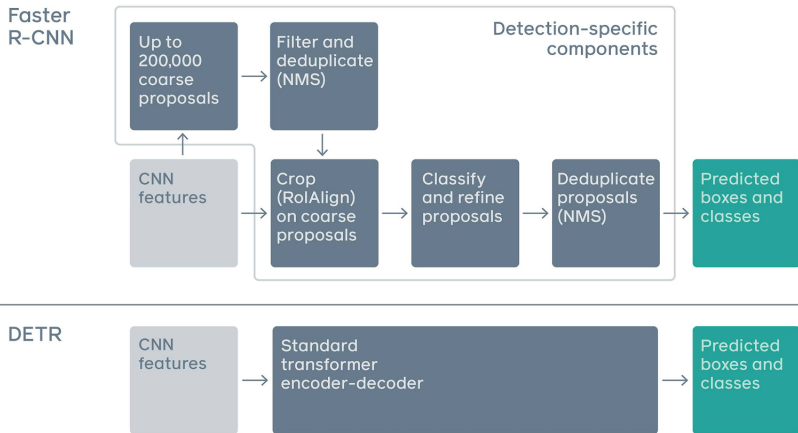 Faster
R-CNN
Detection-specific
components
Up to
200,000
coarse
proposals
Filter and
deduplicate
(NMS)
CNN
features
Crop
(RoIAlign)
on coarse
proposals
Classify
and refine
proposals
Deduplicate
proposals
(NMS)
Predicted
boxes and
classes
DETR
CNN
features
Standard
transformer
encoder-decoder
Predicted
boxes and
classes